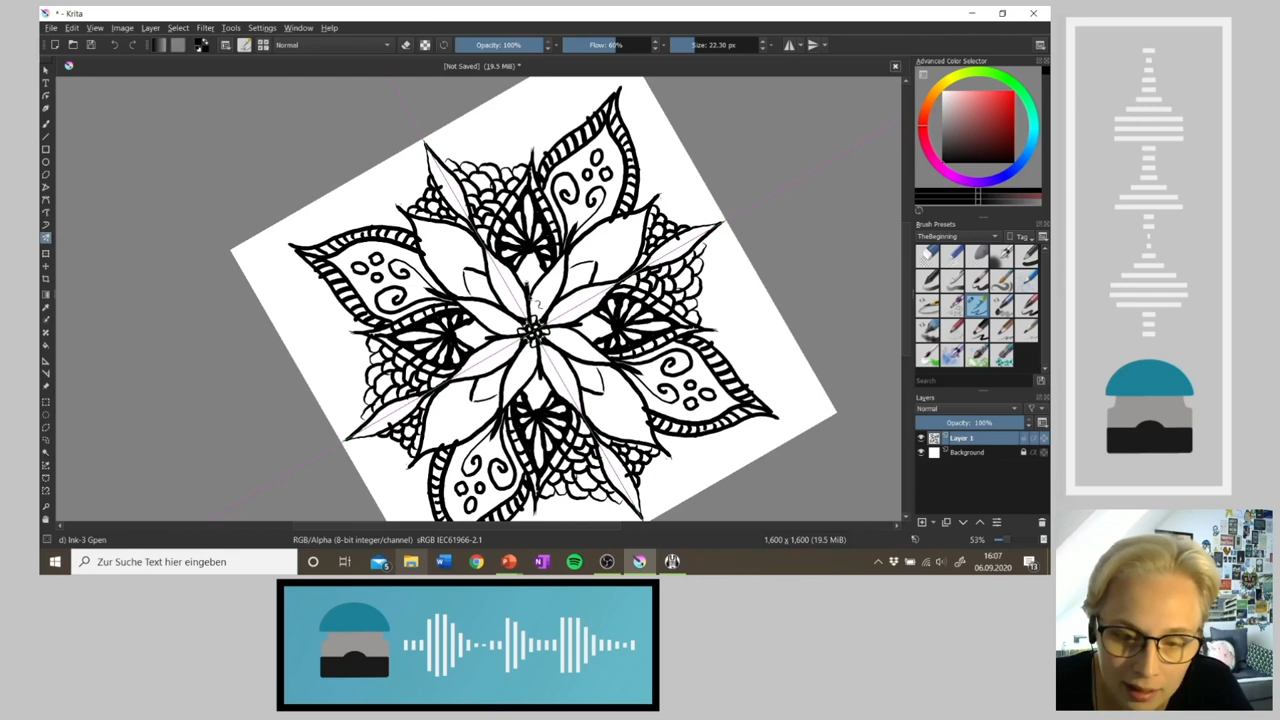 * - Krita
File Edit View Image Layer Select Filter Tools Settings Window Help
Normal Opacity: 100% Flow: 60% Size: 22.30 px
[Not Saved] (19.5 MiB) *
Advanced Color Selector
Brush Presets
TheBeginning Tag
Search
Layers
Normal
Opacity: 100%
Layer 1
Background
d) Ink-3 Gpen RGB/Alpha (8-bit integer/channel) sRGB IEC61966-2.1 1,600 x 1,600 (19.5 MiB) 53%
Zur Suche Text hier eingeben
16:07
06.09.2020
5
13